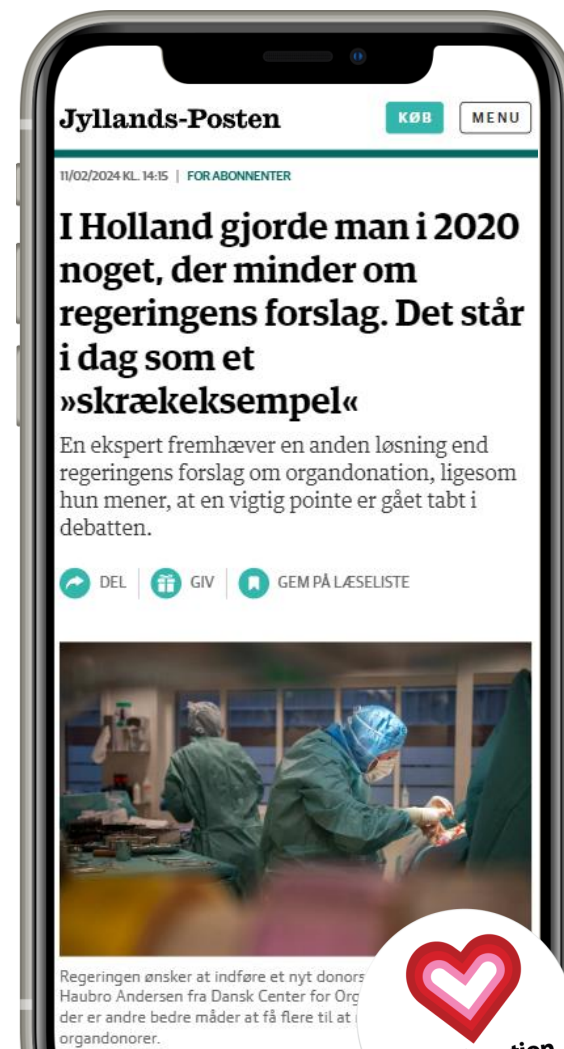 Jyllands-Posten
KØB
MENU
11/02/2024 KL. 14:15 | FOR ABONNENTER
I Holland gjorde man i 2020
noget, der minder om
regeringens forslag. Det står
i dag som et
»skrækeksempel«
En ekspert fremhæver en anden løsning end
regeringens forslag om organdonation, ligesom
hun mener, at en vigtig pointe er gået tabt i
debatten.
DEL
GIV
GEM PÅ LÆSELISTE
Regeringen ønsker at indføre et nyt donors
Haubro Andersen fra Dansk Center for Org
der er andre bedre måder at få flere til at
organdonorer.